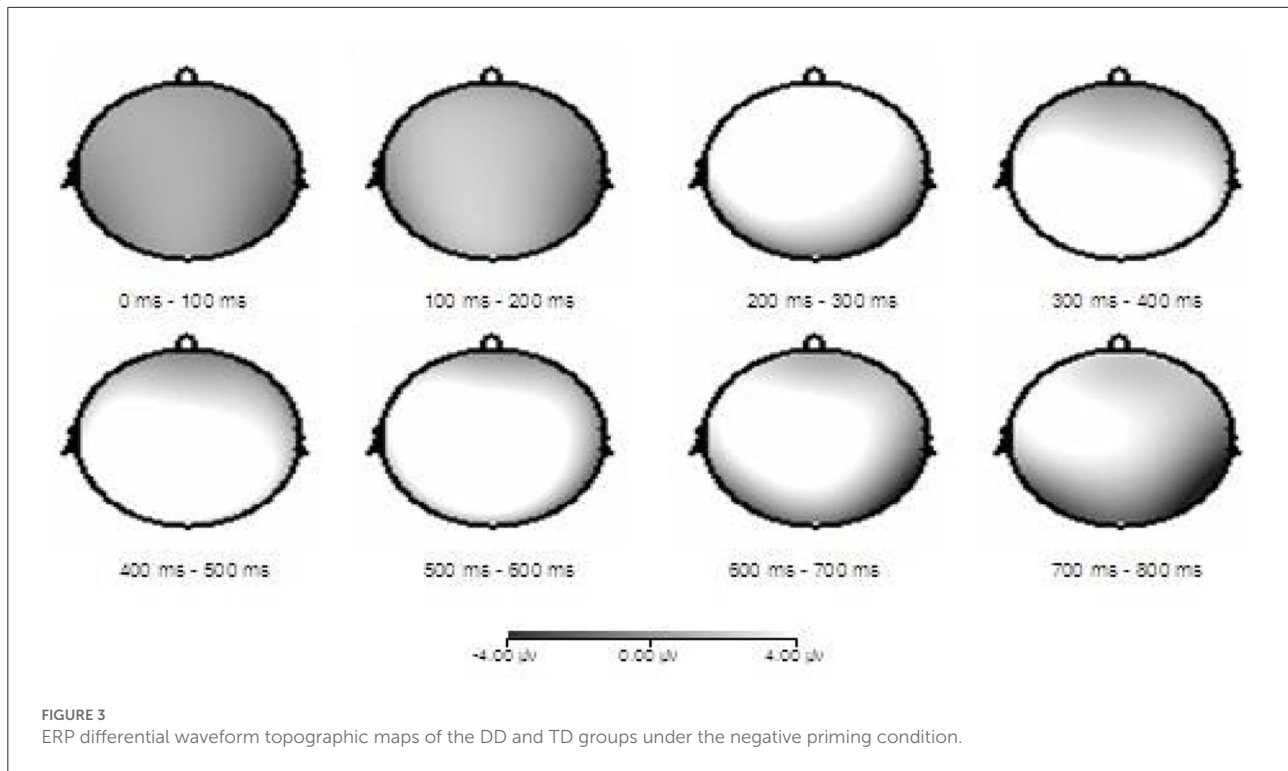 0 ms - 100 ms
100 ms - 200 ms
200 ms - 300 ms
300 ms - 400 ms
400 ms - 500 ms
500 ms - 600 ms
600 ms - 700 ms
700 ms - 800 ms
-4.00 µv
0.00 µv
4.00 µv
FIGURE 3
ERP differential waveform topographic maps of the DD and TD groups under the negative priming condition.